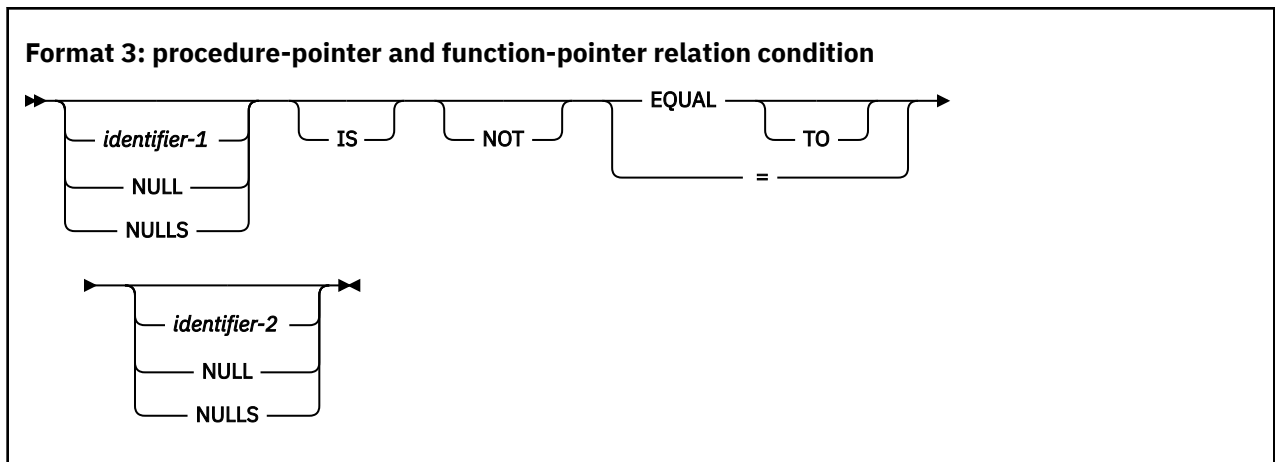 Format 3: procedure-pointer and function-pointer relation condition
EQUAL
identifier-1 IS NOT TO
NULL =
NULLS
identifier-2
NULL
NULLS